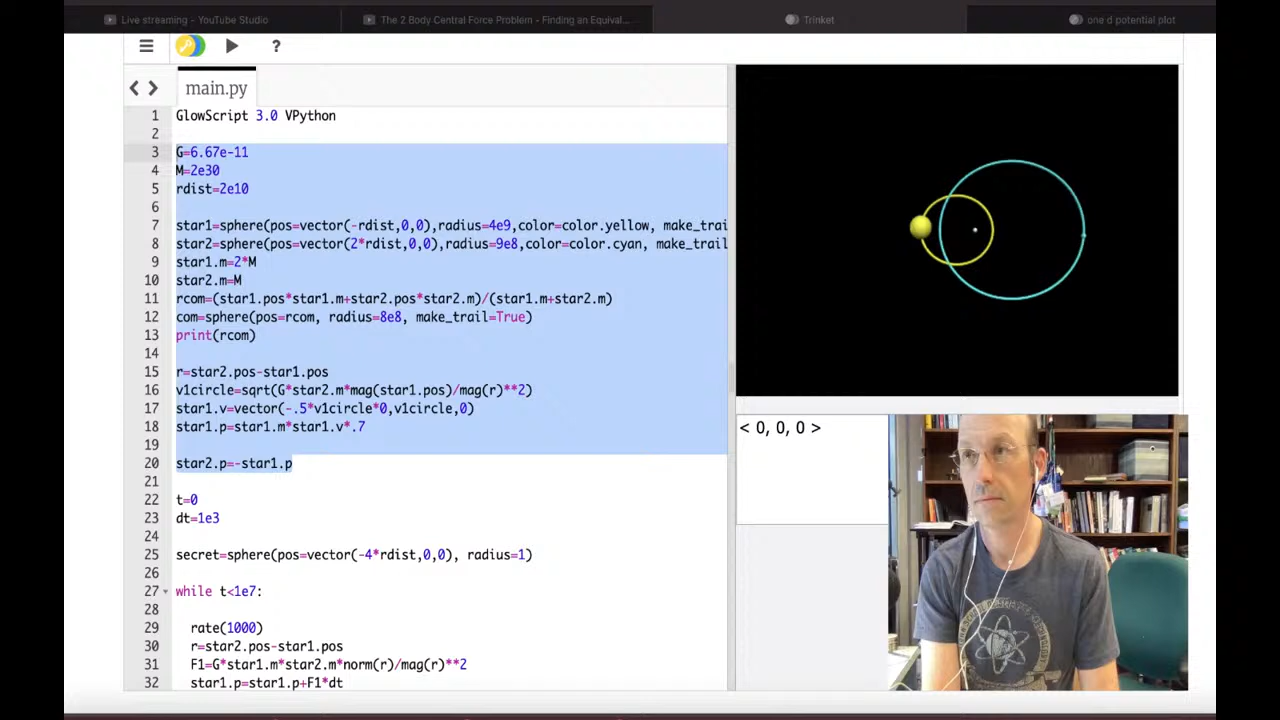 Live streaming - YouTube Studio
The 2 Body Central Force Problem - Finding an Equival...
Trinket
one d potential plot
?
main.py
1 GlowScript 3.0 VPython
2
3 G=6.67e-11
4 M=2e30
5 rdist=2e10
6
7 star1=sphere(pos=vector(-rdist,0,0),radius=4e9,color=color.yellow, make_trai
8 star2=sphere(pos=vector(2*rdist,0,0),radius=9e8,color=color.cyan, make_trail
9 star1.m=2*M
10 star2.m=M
11 rcom=(star1.pos*star1.m+star2.pos*star2.m)/(star1.m+star2.m)
12 com=sphere(pos=rcom, radius=8e8, make_trail=True)
13 print(rcom)
14
15 r=star2.pos-star1.pos
16 v1circle=sqrt(G*star2.m*mag(star1.pos)/mag(r)**2)
17 star1.v=vector(-.5*v1circle*0,v1circle,0)
18 star1.p=star1.m*star1.v*.7
19
20 star2.p=-star1.p
21
22 t=0
23 dt=1e3
24
25 secret=sphere(pos=vector(-4*rdist,0,0), radius=1)
26
27 while t<1e7:
28
29 rate(1000)
30 r=star2.pos-star1.pos
31 F1=G*star1.m*star2.m*norm(r)/mag(r)**2
32 star1.p=star1.p+F1*dt
< 0, 0, 0 >